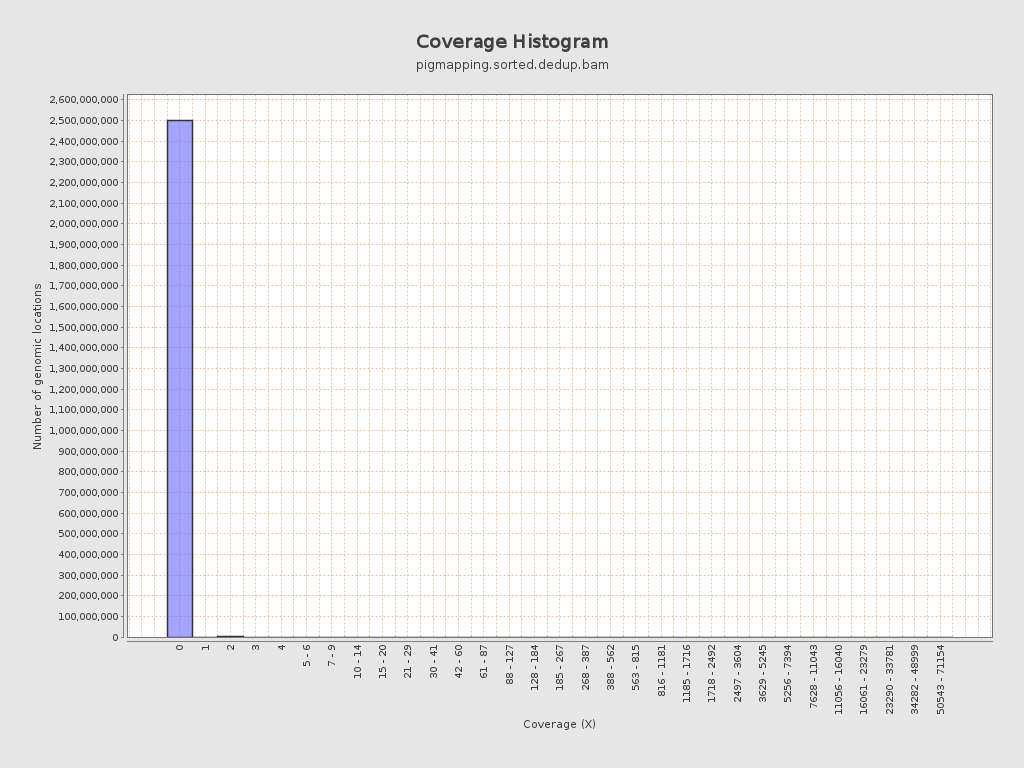 Coverage Histogram
pigmapping.sorted.dedup.bam
Number of genomic locations
2,600,000,000
2,500,000,000
2,400,000,000
2,300,000,000
2,200,000,000
2,100,000,000
2,000,000,000
1,900,000,000
1,800,000,000
1,700,000,000
1,600,000,000
1,500,000,000
1,400,000,000
1,300,000,000
1,200,000,000
1,100,000,000
1,000,000,000
900,000,000
800,000,000
700,000,000
600,000,000
500,000,000
400,000,000
300,000,000
200,000,000
100,000,000
0
0
1
2
3
4
5 - 6
7 - 9
10 - 14
15 - 20
21 - 29
30 - 41
42 - 60
61 - 87
88 - 127
128 - 184
185 - 267
268 - 387
388 - 562
563 - 815
816 - 1181
1185 - 1716
1718 - 2492
2497 - 3604
3629 - 5245
5256 - 7394
7628 - 11043
11056 - 16040
16061 - 23279
23290 - 33781
34282 - 48999
50543 - 71154
Coverage (X)